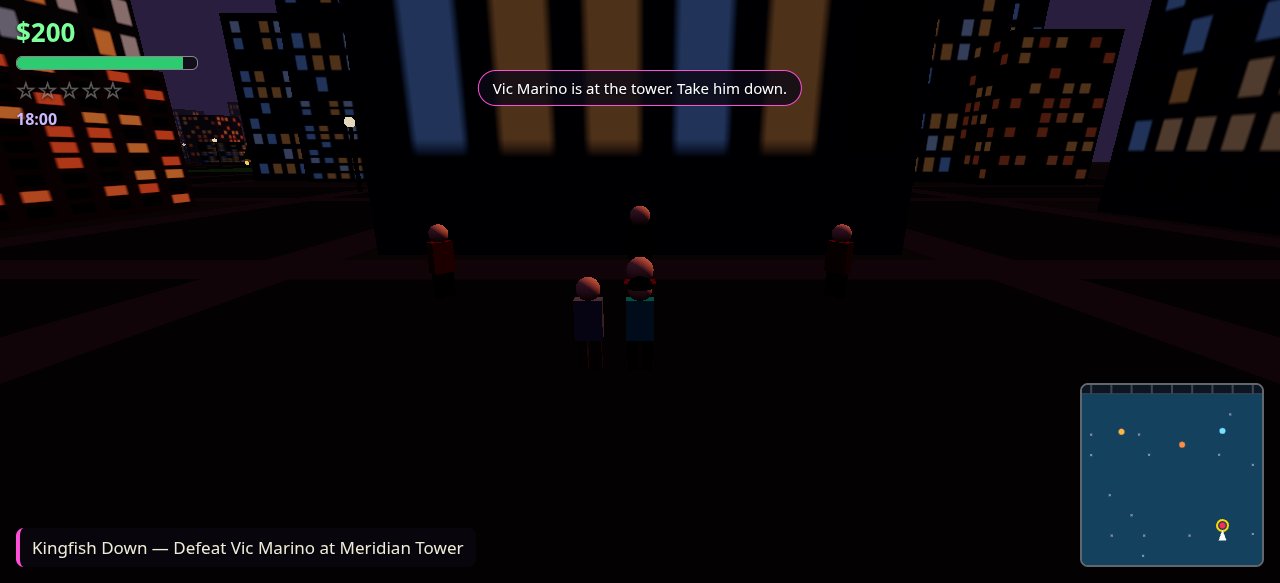 $200
Vic Marino is at the tower. Take him down.
18:00
Kingfish Down — Defeat Vic Marino at Meridian Tower